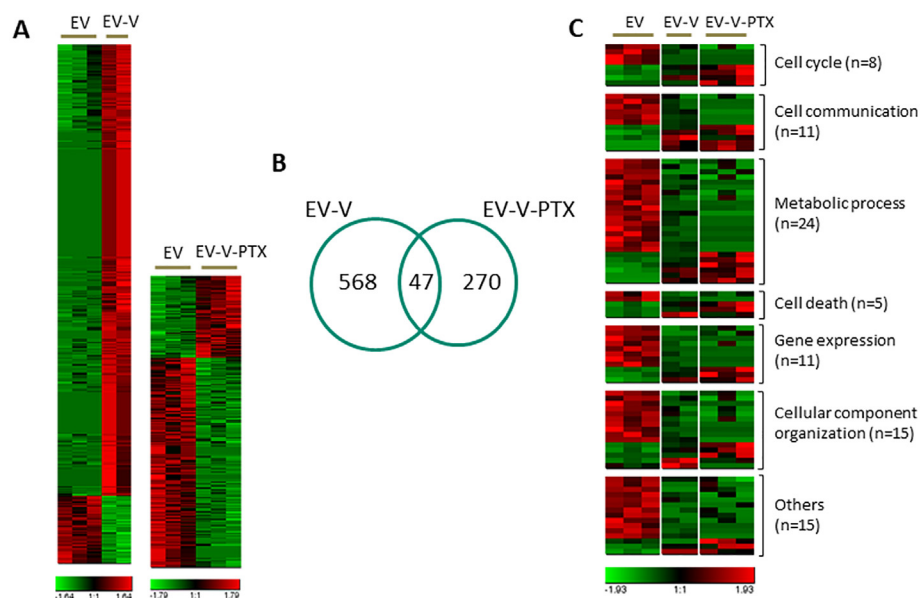 A
EV
EV-V
EV
EV-V-PTX
-1.64
1:1
1.64
-1.79
1:1
1.79
B
EV-V
EV-V-PTX
568
47
270
C
EV
EV-V
EV-V-PTX
Cell cycle (n=8)
Cell communication
(n=11)
Metabolic process
(n=24)
Cell death (n=5)
Gene expression
(n=11)
Cellular component
organization (n=15)
Others
(n=15)
-1.93
1:1
1.93